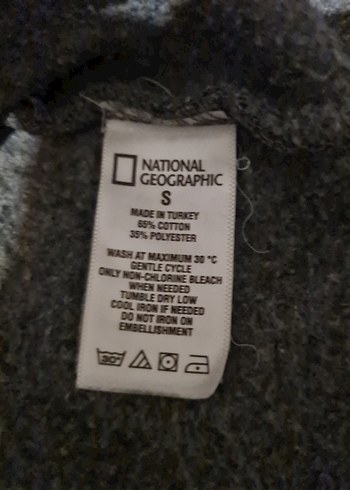 NATIONAL
GEOGRAPHIC
S
MADE IN TURKEY
65% COTTON
35% POLYESTER
WASH AT MAXIMUM 30 °C
GENTLE CYCLE
ONLY NON-CHLORINE BLEACH
WHEN NEEDED
TUMBLE DRY LOW
COOL IRON IF NEEDED
DO NOT IRON ON
EMBELLISHMENT
30°